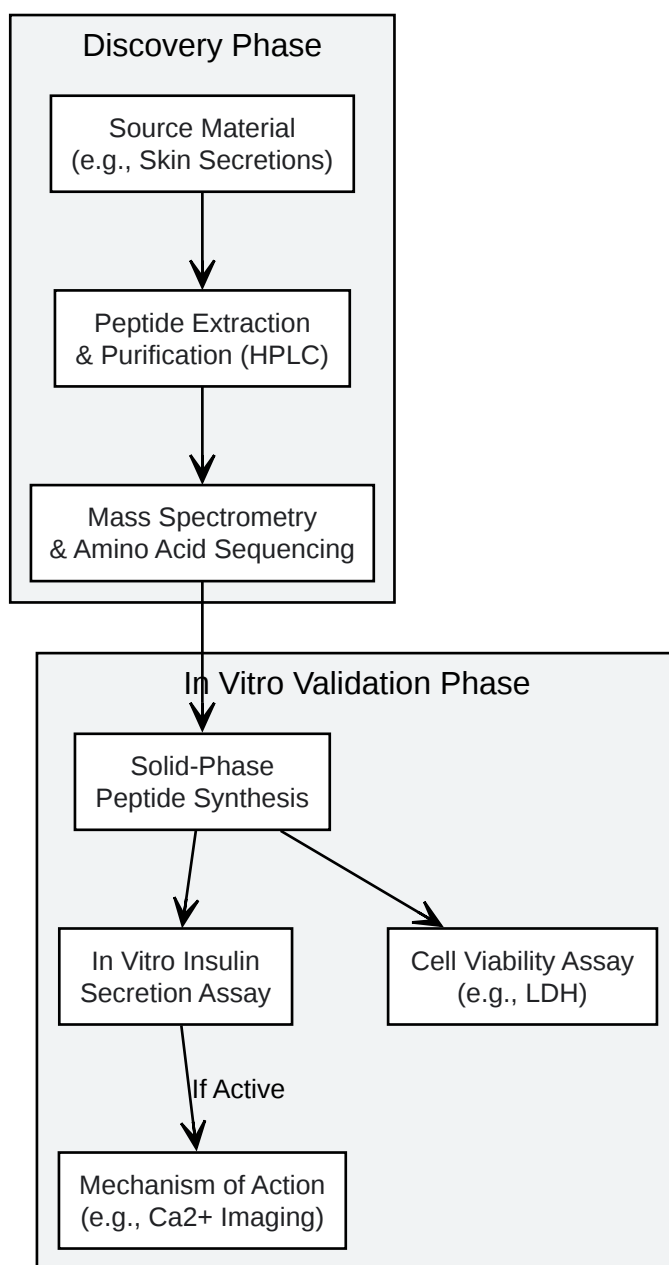 Discovery Phase
Source Material
(e.g., Skin Secretions)
Peptide Extraction
& Purification (HPLC)
Mass Spectrometry
& Amino Acid Sequencing
In Vitro Validation Phase
Solid-Phase
Peptide Synthesis
In Vitro Insulin
Secretion Assay
Cell Viability Assay
(e.g., LDH)
If Active
Mechanism of Action
(e.g., Ca2+ Imaging)